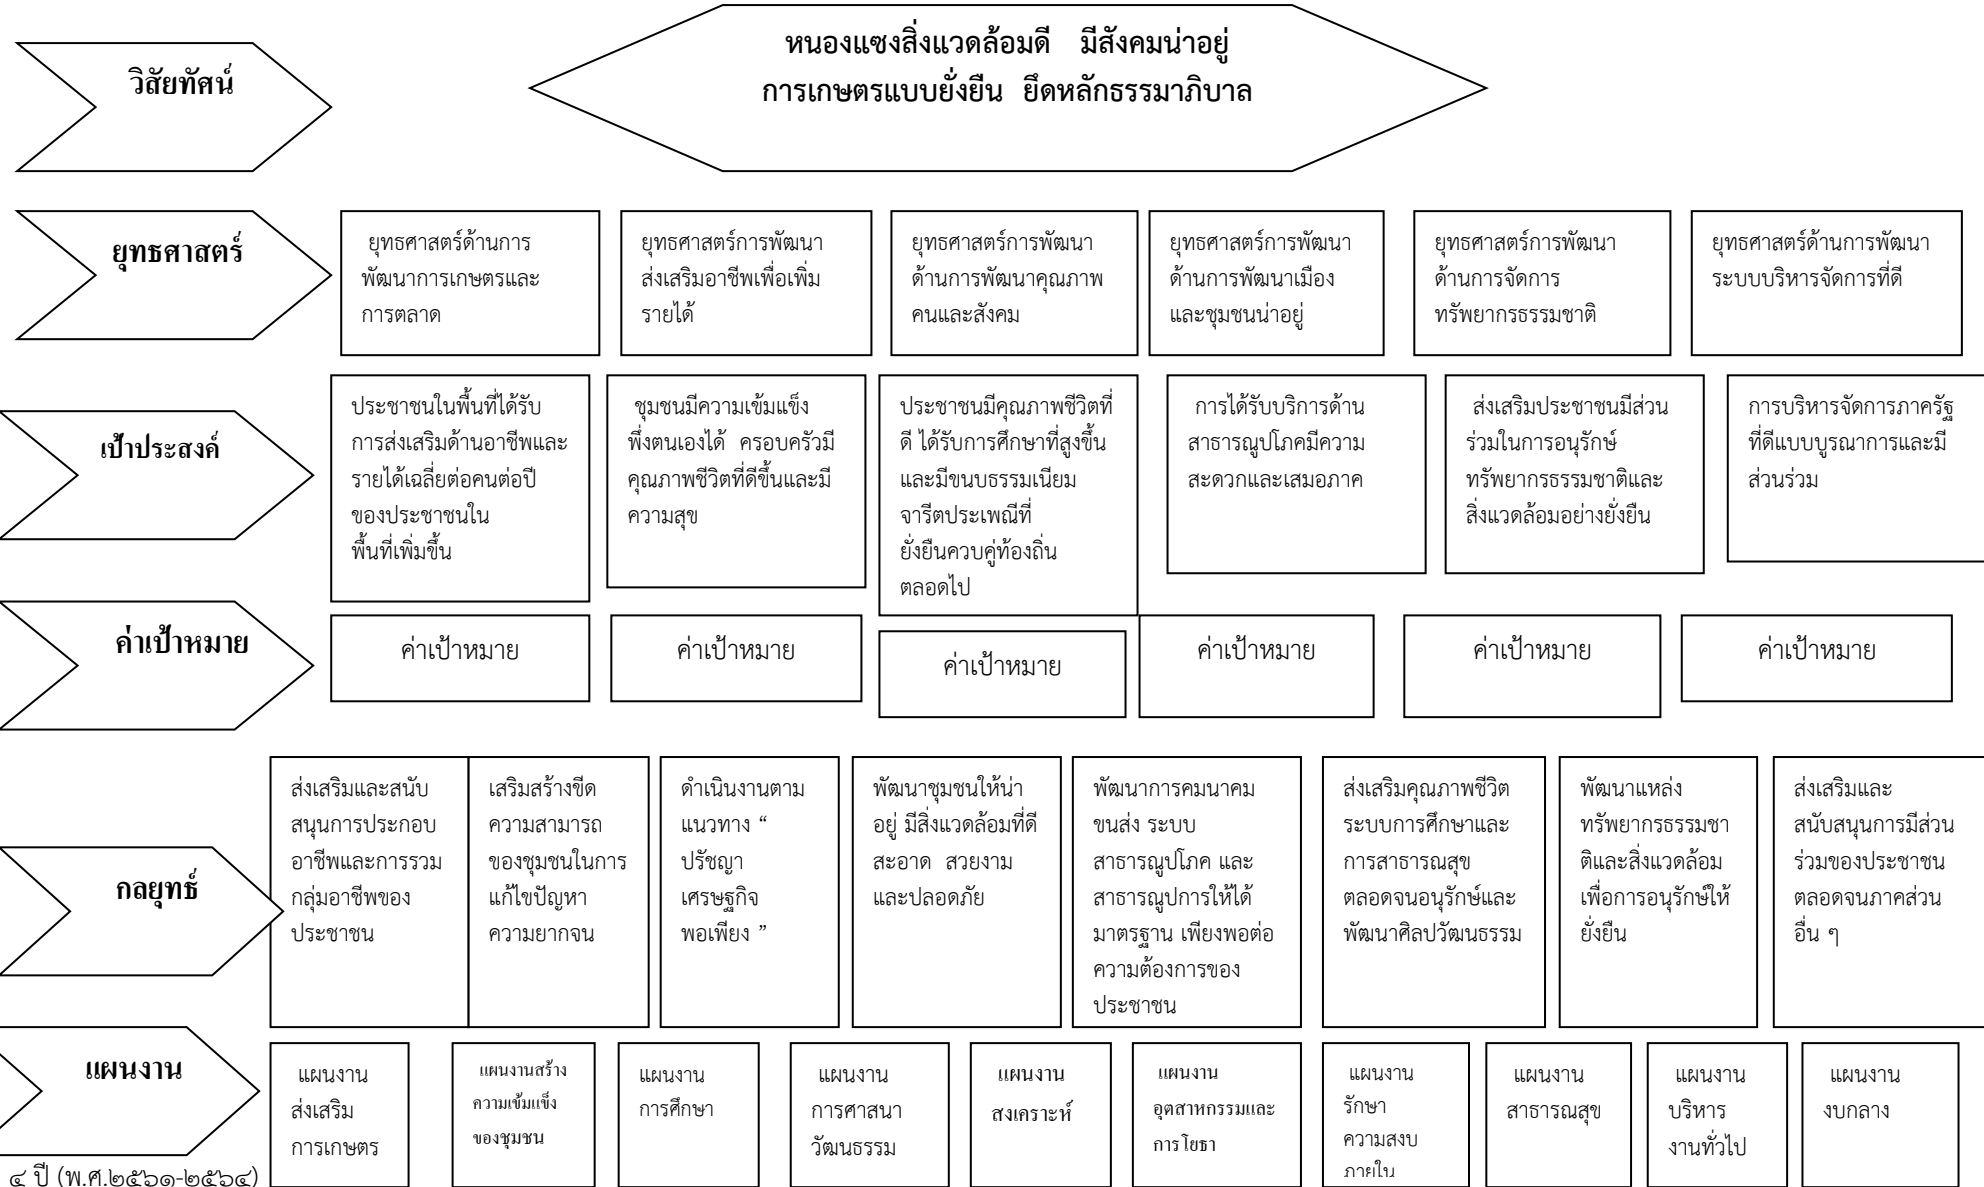 วิสัยทัศน์
หนองแซงสิ่งแวดล้อมดี มีสังคมน่าอยู่
การเกษตรแบบยั่งยืน ยึดหลักธรรมาภิบาล
ยุทธศาสตร์
ยุทธศาสตร์ด้านการ
พัฒนาการเกษตรและ
การตลาด
ยุทธศาสตร์การพัฒนา
ส่งเสริมอาชีพเพื่อเพิ่ม
รายได้
ยุทธศาสตร์การพัฒนา
ด้านการพัฒนาคุณภาพ
คนและสังคม
ยุทธศาสตร์การพัฒนา
ด้านการพัฒนาเมือง
และชุมชนน่าอยู่
ยุทธศาสตร์การพัฒนา
ด้านการจัดการ
ทรัพยากรธรรมชาติ
ยุทธศาสตร์ด้านการพัฒนา
ระบบบริหารจัดการที่ดี
เป้าประสงค์
ประชาชนในพื้นที่ได้รับ
การส่งเสริมด้านอาชีพและ
รายได้เฉลี่ยต่อคนต่อปี
ของประชาชนใน
พื้นที่เพิ่มขึ้น
ชุมชนมีความเข้มแข็ง
พึ่งตนเองได้ ครอบครัวมี
คุณภาพชีวิตที่ดีขึ้นและมี
ความสุข
ประชาชนมีคุณภาพชีวิตที่
ดี ได้รับการศึกษาที่สูงขึ้น
และมีขนบธรรมเนียม
จารีตประเพณีที่
ยั่งยืนควบคู่ท้องถิ่น
ตลอดไป
การได้รับบริการด้าน
สาธารณูปโภคมีความ
สะดวกและเสมอภาค
ส่งเสริมประชาชนมีส่วน
ร่วมในการอนุรักษ์
ทรัพยากรธรรมชาติและ
สิ่งแวดล้อมอย่างยั่งยืน
การบริหารจัดการภาครัฐ
ที่ดีแบบบูรณาการและมี
ส่วนร่วม
ค่าเป้าหมาย
ค่าเป้าหมาย
ค่าเป้าหมาย
ค่าเป้าหมาย
ค่าเป้าหมาย
ค่าเป้าหมาย
ค่าเป้าหมาย
กลยุทธ์
ส่งเสริมและสนับ
สนุนการประกอบ
อาชีพและการรวม
กลุ่มอาชีพของ
ประชาชน
เสริมสร้างขีด
ความสามารถ
ของชุมชนในการ
แก้ไขปัญหา
ความยากจน
ดำเนินงานตาม
แนวทาง “
ปรัชญา
เศรษฐกิจ
พอเพียง ”
พัฒนาชุมชนให้น่า
อยู่ มีสิ่งแวดล้อมที่ดี
สะอาด สวยงาม
และปลอดภัย
พัฒนาการคมนาคม
ขนส่ง ระบบ
สาธารณูปโภค และ
สาธารณูปการให้ได้
มาตรฐาน เพียงพอต่อ
ความต้องการของ
ประชาชน
ส่งเสริมคุณภาพชีวิต
ระบบการศึกษาและ
การสาธารณสุข
ตลอดจนอนุรักษ์และ
พัฒนาศิลปวัฒนธรรม
พัฒนาแหล่ง
ทรัพยากรธรรมชา
ติและสิ่งแวดล้อม
เพื่อการอนุรักษ์ให้
ยั่งยืน
ส่งเสริมและ
สนับสนุนการมีส่วน
ร่วมของประชาชน
ตลอดจนภาคส่วน
อื่น ๆ
แผนงาน
แผนงาน
ส่งเสริม
การเกษตร
แผนงานสร้าง
ความเข้มแข็ง
ของชุมชน
แผนงาน
การศึกษา
แผนงาน
การศาสนา
วัฒนธรรม
แผนงาน
สงเคราะห์
แผนงาน
อุตสาหกรรมและ
การโยธา
แผนงาน
รักษา
ความสงบ
ภายใน
แผนงาน
สาธารณสุข
แผนงาน
บริหาร
งานทั่วไป
แผนงาน
งบกลาง
๔ ปี (พ.ศ.๒๕๖๑-๒๕๖๔)